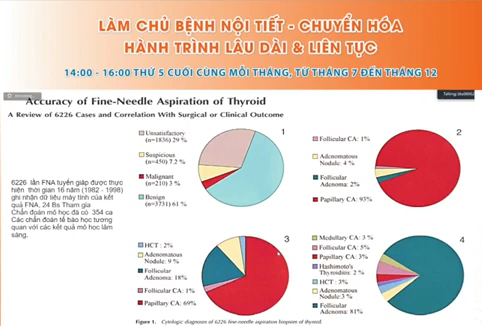 LÀM CHỦ BỆNH NỘI TIẾT - CHUYỂN HÓA
HÀNH TRÌNH LÂU DÀI & LIÊN TỤC
14:00 - 16:00 THỨ 5 CUỐI CÙNG MỖI THÁNG, TỪ THÁNG 7 ĐẾN THÁNG 12
Accuracy of Fine-Needle Aspiration of Thyroid
A Review of 6226 Cases and Correlation With Surgical or Clinical Outcome
6226 lần FNA tuyến giáp được thực
hiện thời gian 16 năm (1982 - 1998)
ghi nhận dữ liệu máy tính của kết
quả FNA, 24 Bs Tham gia
Chẩn đoán mô học đã có 354 ca
Các chẩn đoán tế bào học tương
quan với các kết quả mô học lâm
sàng.
1
Unsatisfactory
(n=1836) 29 %
Suspicious
(n=450) 7.2 %
Malignant
(n=210) 3 %
Benign
(n=3731) 61 %
2
Follicular CA: 1%
Adenomatous
Nodule: 4 %
Follicular
Adenoma: 2%
Papillary CA: 93%
3
HCT : 2%
Adenomatous
Nodule: 9 %
Follicular
Adenoma: 18%
Follicular CA: 1%
Papillary CA: 69%
4
Medullary CA: 3 %
Follicular CA: 5%
Papillary CA: 3%
Hashimoto's
Thyroiditis: 2 %
HCT : 3%
Adenomatous
Nodule:3 %
Follicular
Adenoma: 81%
Figure 1. Cytologic diagnoses of 6226 fine-needle aspiration biopsies of thyroid.